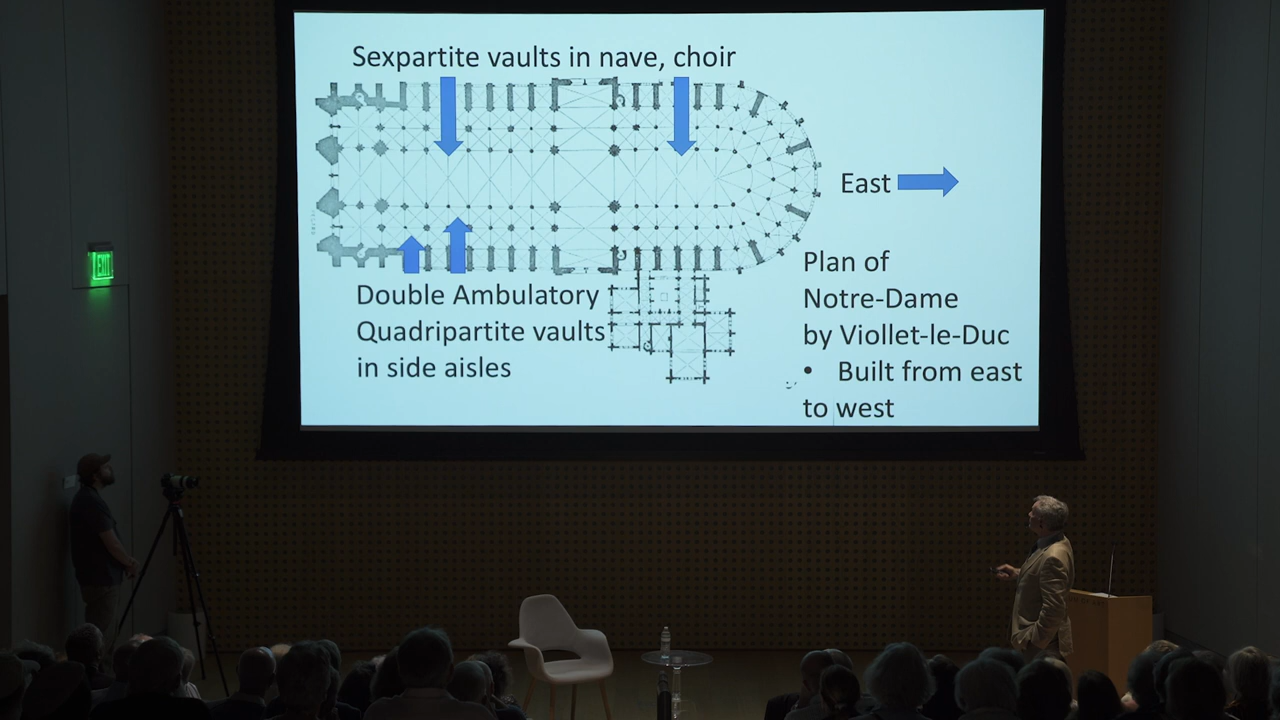 Sexpartite vaults in nave, choir
East
Double Ambulatory
Quadripartite vaults
in side aisles
Plan of
Notre-Dame
by Viollet-le-Duc
• Built from east
to west
EXIT